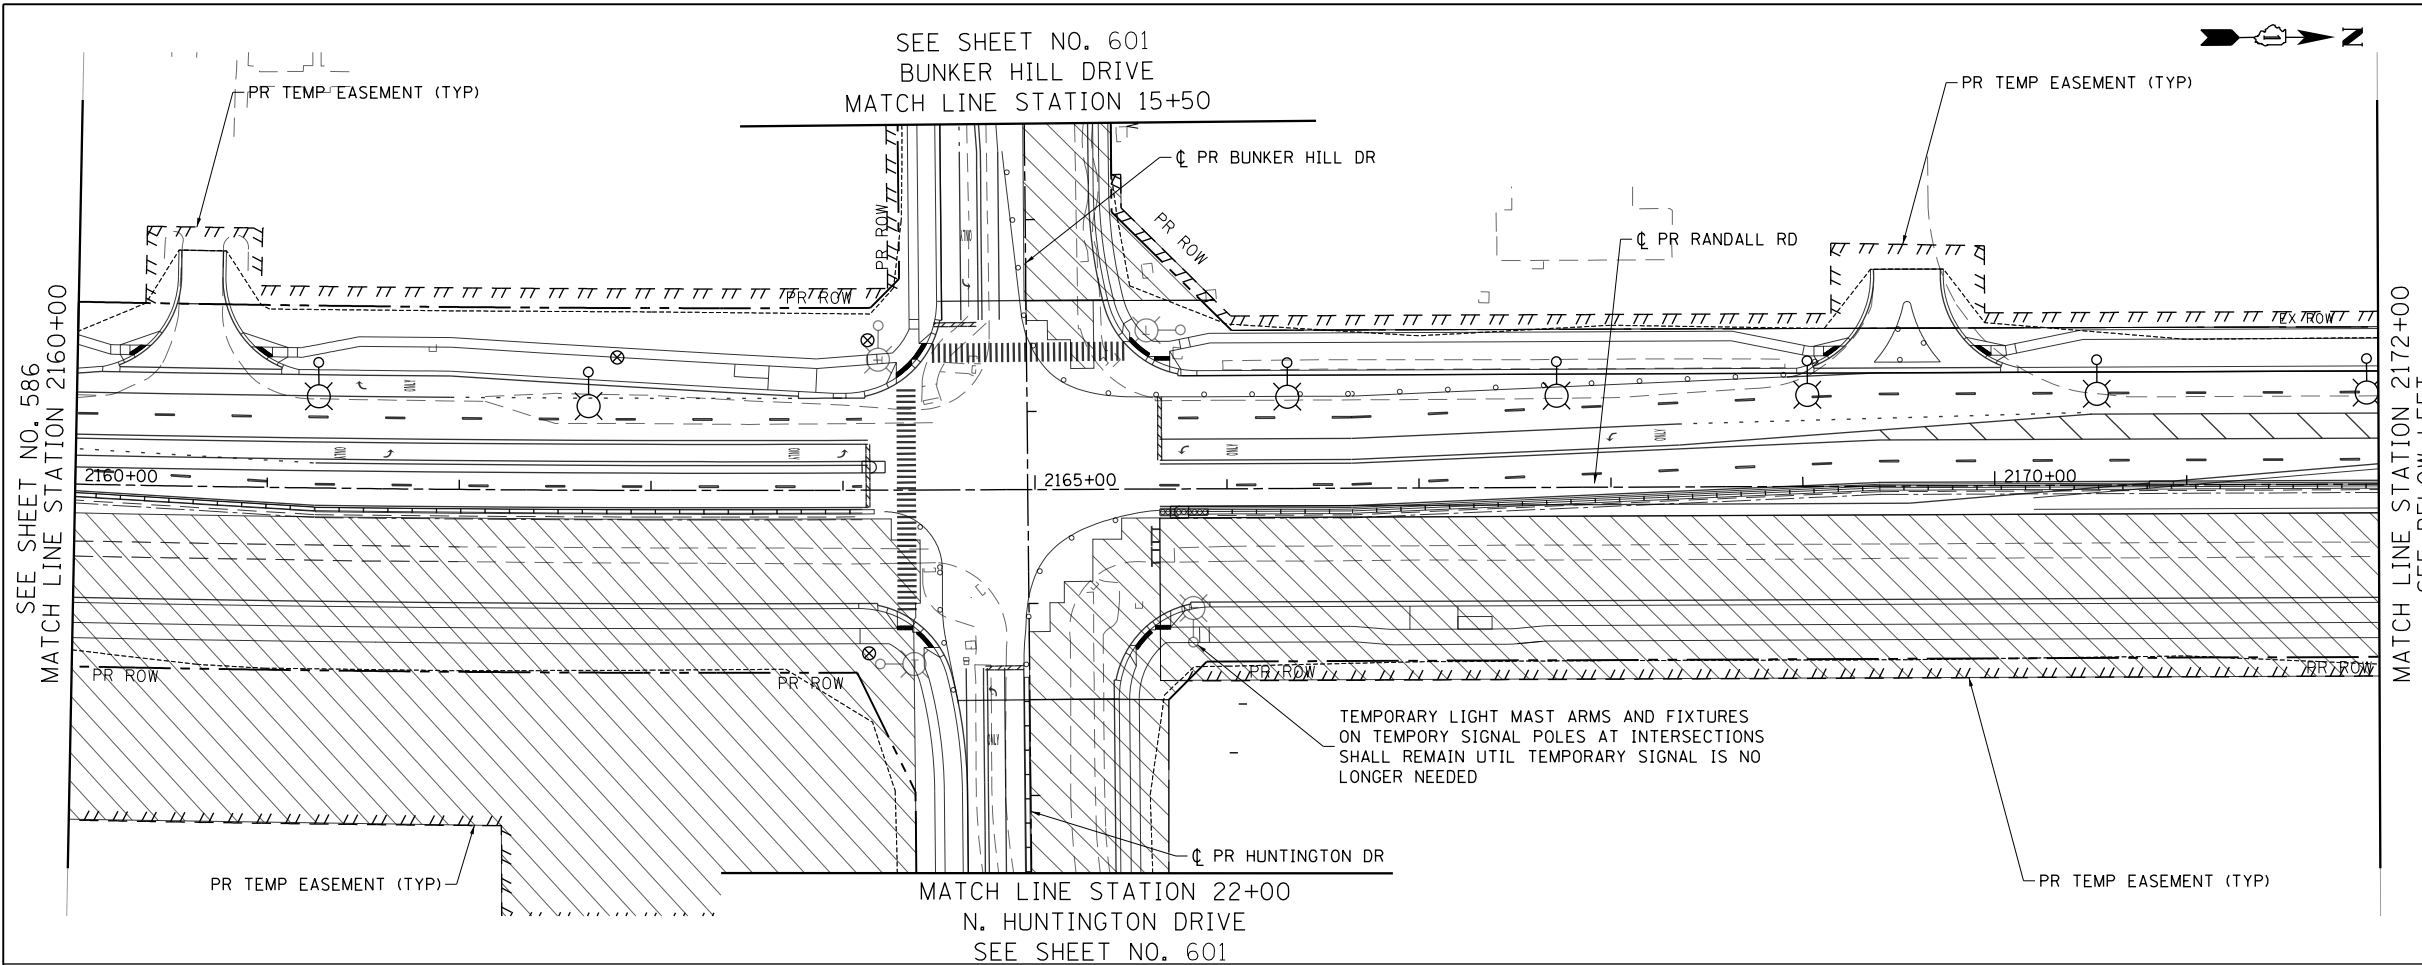 SEE SHEET NO. 601
BUNKER HILL DRIVE
MATCH LINE STATION 15+50
N
PR TEMP EASEMENT (TYP)
PR TEMP EASEMENT (TYP)
℄ PR BUNKER HILL DR
PR ROW
PR ROW
℄ PR RANDALL RD
PR ROW
EX ROW
SEE SHEET NO. 586
MATCH LINE STATION 2160+00
MATCH LINE STATION 2172+00
SEE BELOW LEFT
ONLY
ONLY
ONLY
ONLY
ONLY
ONLY
2160+00
2165+00
2170+00
PR ROW
PR ROW
PR ROW
PR ROW
ONLY
TEMPORARY LIGHT MAST ARMS AND FIXTURES
ON TEMPORY SIGNAL POLES AT INTERSECTIONS
SHALL REMAIN UTIL TEMPORARY SIGNAL IS NO
LONGER NEEDED
PR TEMP EASEMENT (TYP)
℄ PR HUNTINGTON DR
PR TEMP EASEMENT (TYP)
MATCH LINE STATION 22+00
N. HUNTINGTON DRIVE
SEE SHEET NO. 601